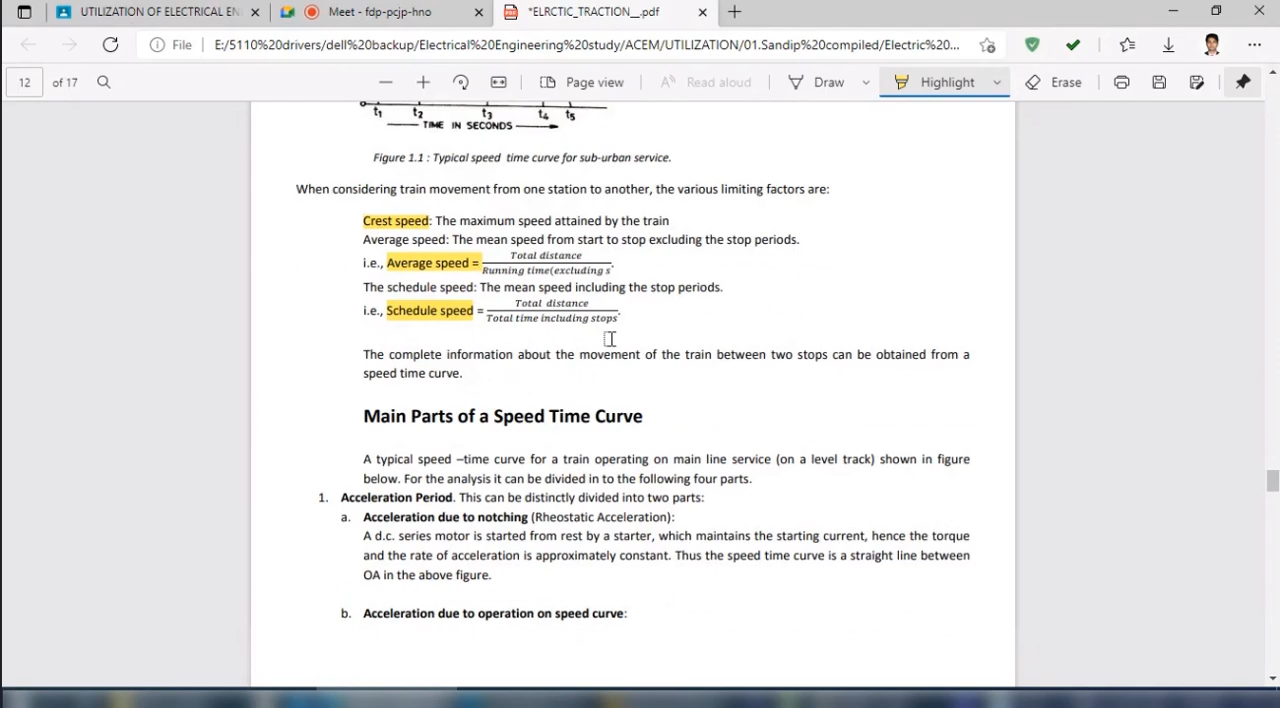 UTILIZATION OF ELECTRICAL EN
Meet - fdp-pcjp-hno
*ELRCTIC_TRACTION__.pdf
File
E:/5110%20drivers/dell%20backup/Electrical%20Engineering%20study/ACEM/UTILIZATION/01.Sandip%20compiled/Electric%20...
12 of 17
Page view
Read aloud
Draw
Highlight
Erase
t1 t2 t3 t4 t5
TIME IN SECONDS
Figure 1.1 : Typical speed time curve for sub-urban service.
When considering train movement from one station to another, the various limiting factors are:
Crest speed: The maximum speed attained by the train
Average speed: The mean speed from start to stop excluding the stop periods.
i.e., Average speed = Total distance
Running time(excluding s .
The schedule speed: The mean speed including the stop periods.
i.e., Schedule speed = Total distance
Total time including stops .
The complete information about the movement of the train between two stops can be obtained from a
speed time curve.
Main Parts of a Speed Time Curve
A typical speed –time curve for a train operating on main line service (on a level track) shown in figure
below. For the analysis it can be divided in to the following four parts.
1. Acceleration Period. This can be distinctly divided into two parts:
a. Acceleration due to notching (Rheostatic Acceleration):
A d.c. series motor is started from rest by a starter, which maintains the starting current, hence the torque
and the rate of acceleration is approximately constant. Thus the speed time curve is a straight line between
OA in the above figure.
b. Acceleration due to operation on speed curve: